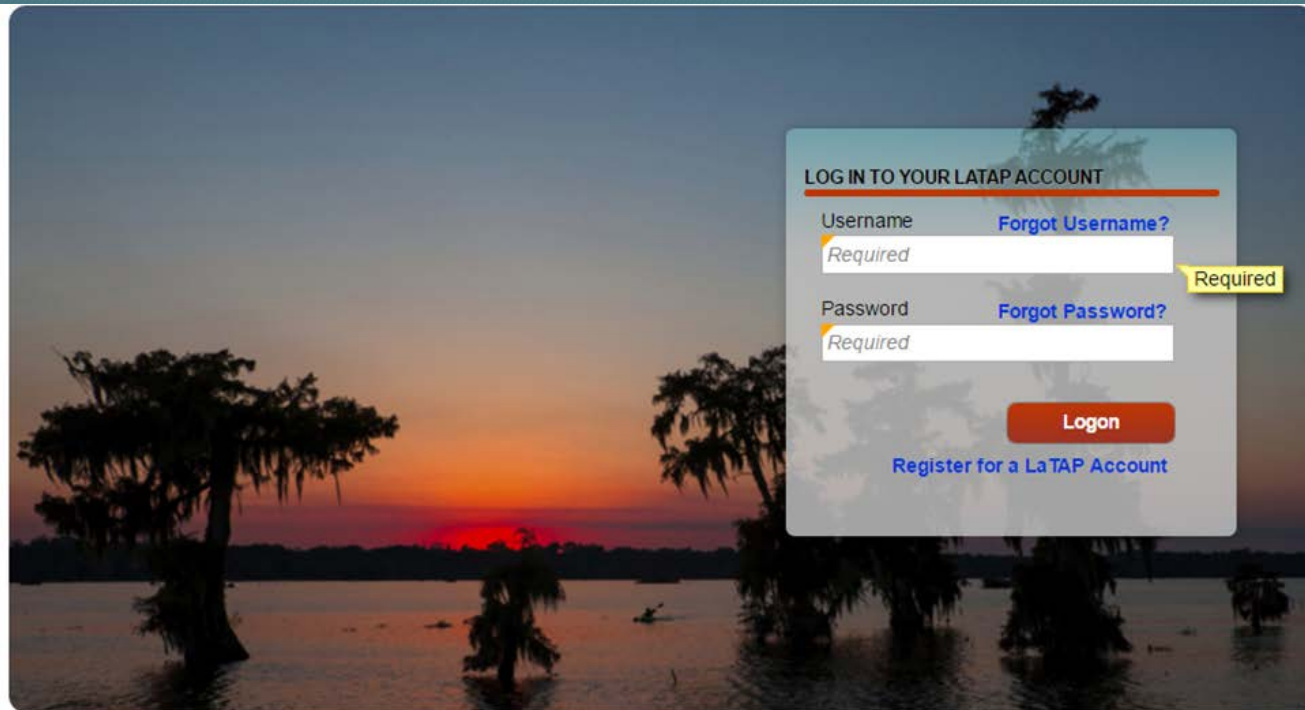 LOG IN TO YOUR LATAP ACCOUNT
Username Forgot Username?
Required
Required
Password Forgot Password?
Required
Logon
Register for a LaTAP Account